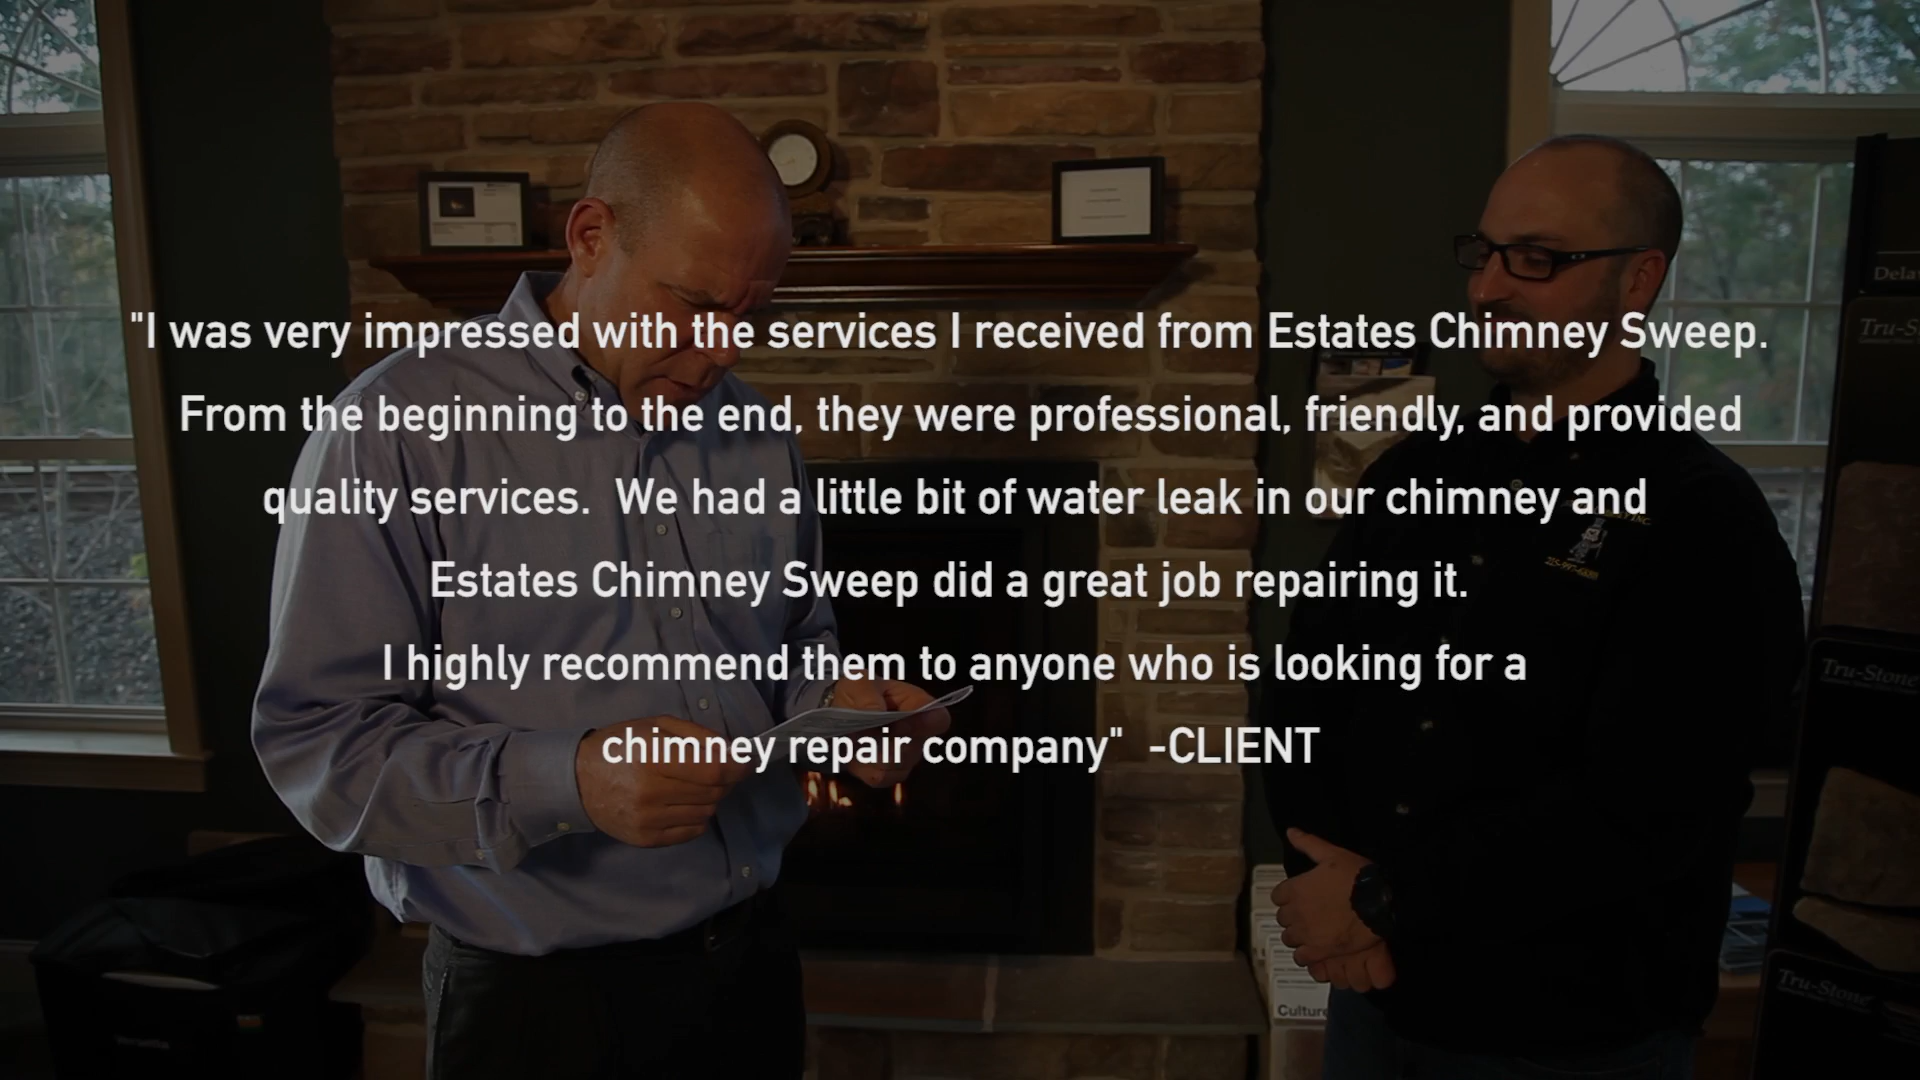 "I was very impressed with the services I received from Estates Chimney Sweep.
From the beginning to the end, they were professional, friendly, and provided
quality services.  We had a little bit of water leak in our chimney and
Estates Chimney Sweep did a great job repairing it.
I highly recommend them to anyone who is looking for a
chimney repair company"  -CLIENT
Tru-Stone
Tru-Stone
Culture